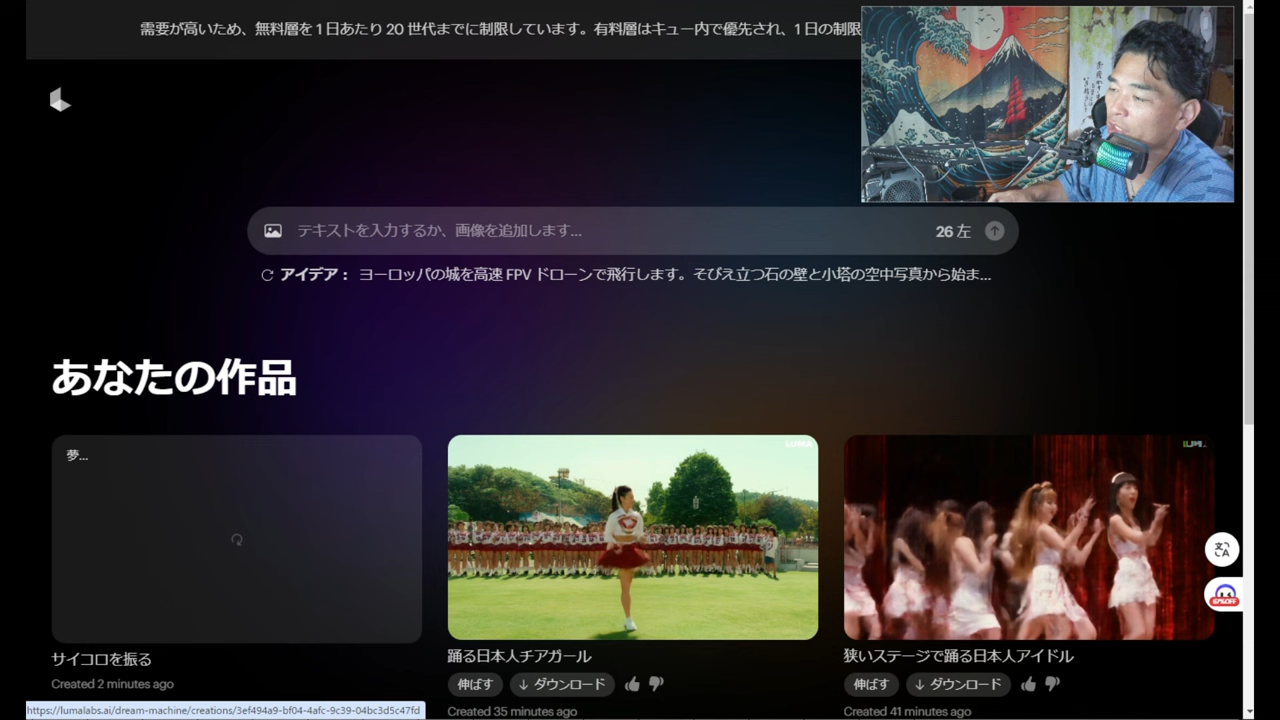 需要が高いため、無料層を 1 日あたり 20 世代までに制限しています。有料層はキュー内で優先され、1 日の制限
テキストを入力するか、画像を追加します...
26 左
アイデア： ヨーロッパの城を高速 FPV ドローンで飛行します。そびえ立つ石の壁と小塔の空中写真から始ま...
あなたの作品
夢...
LUMA
サイコロを振る
Created 2 minutes ago
踊る日本人チアガール
伸ばす ダウンロード
Created 35 minutes ago
狭いステージで踊る日本人アイドル
伸ばす ダウンロード
Created 41 minutes ago
https://lumalabs.ai/dream-machine/creations/3ef494a9-bf04-4afc-9c39-04bc3d5c47fd